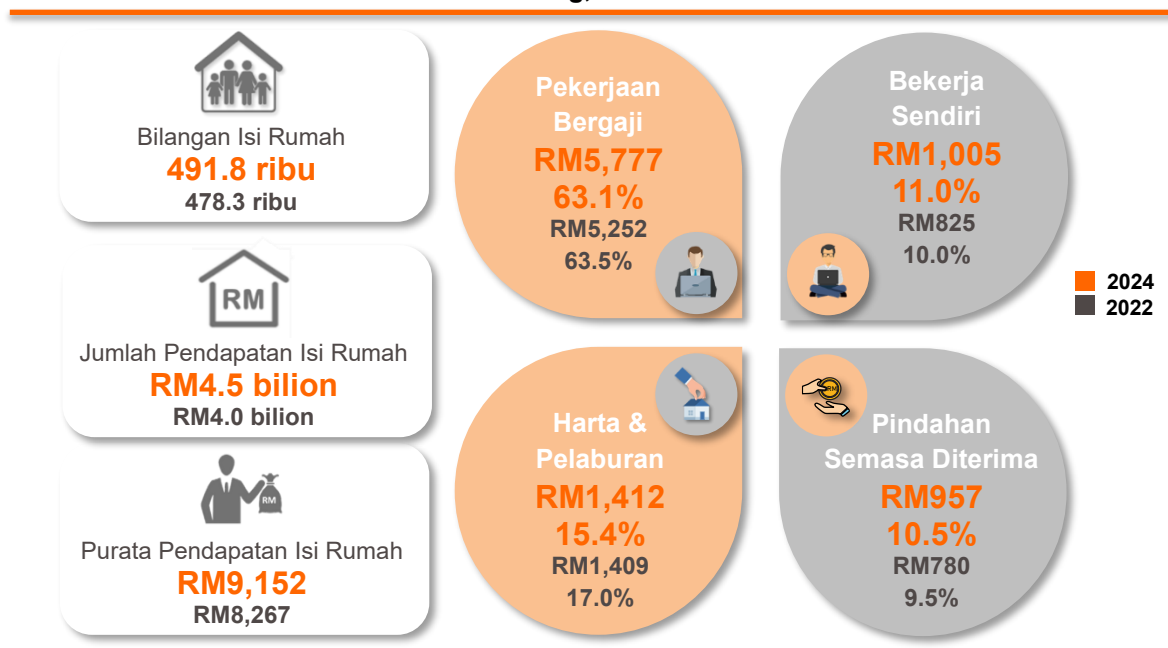 Bilangan Isi Rumah
491.8 ribu
478.3 ribu
RM
Jumlah Pendapatan Isi Rumah
RM4.5 bilion
RM4.0 bilion
RM
Purata Pendapatan Isi Rumah
RM9,152
RM8,267
Pekerjaan
Bergaji
RM5,777
63.1%
RM5,252
63.5%
Bekerja
Sendiri
RM1,005
11.0%
RM825
10.0%
Harta &
Pelaburan
RM1,412
15.4%
RM1,409
17.0%
RM
Pindahan
Semasa Diterima
RM957
10.5%
RM780
9.5%
2024
2022